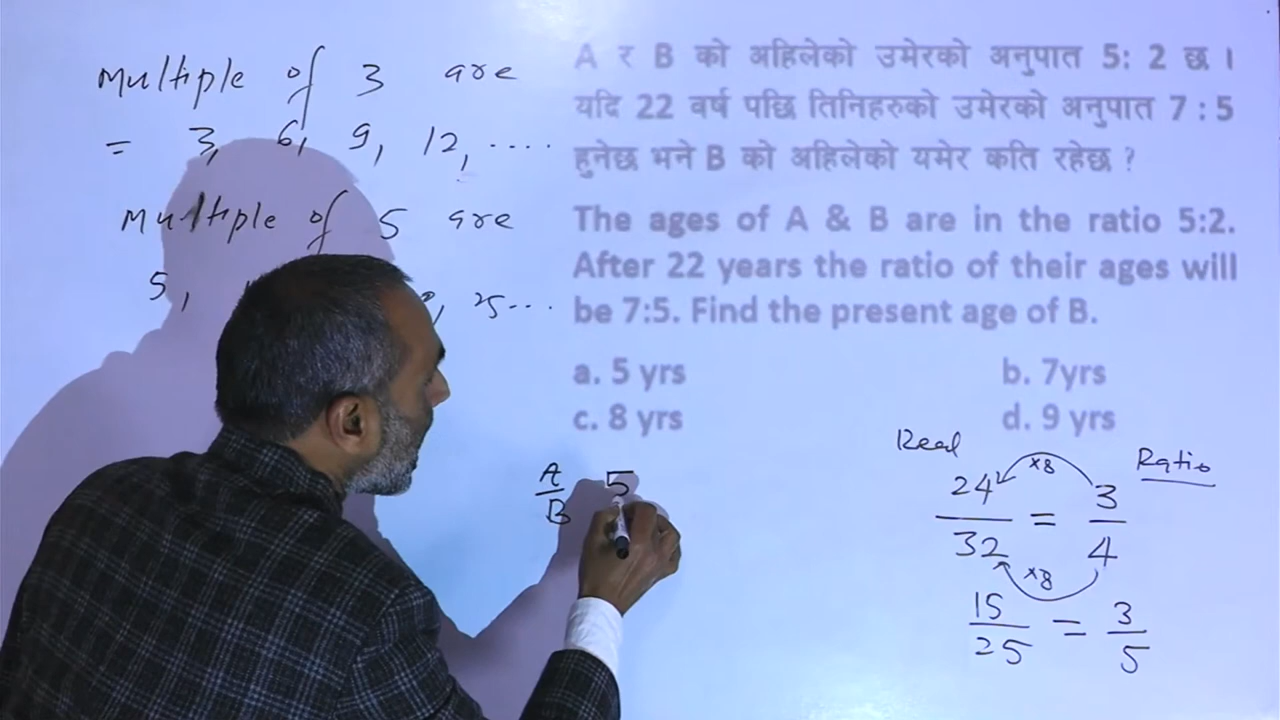 Multiple of 3 are
= 3, 6, 9, 12, ....
Multiple of 5 are
5, 25...
A र B को अहिलेको उमेरको अनुपात 5: 2 छ ।
यदि 22 वर्ष पछि तिनिहरुको उमेरको अनुपात 7 : 5
हुनेछ भने B को अहिलेको यमेर कति रहेछ ?
The ages of A & B are in the ratio 5:2.
After 22 years the ratio of their ages will
be 7:5. Find the present age of B.
a. 5 yrs b. 7yrs
c. 8 yrs d. 9 yrs
A/B 5
Real Ratio
24/32 = 3/4
×8
×8
15/25 = 3/5